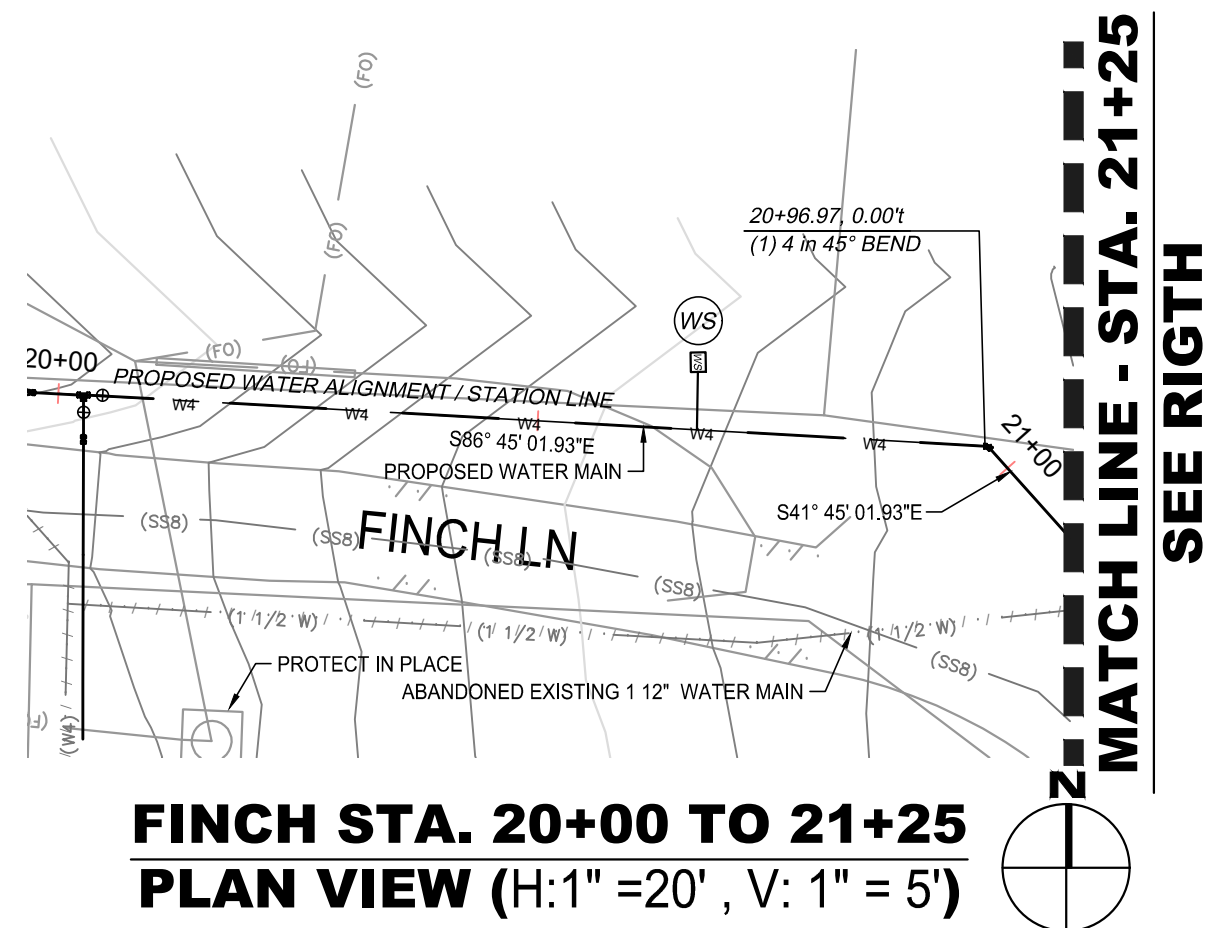 (FO)
(FO)
20+96.97, 0.00't
(1) 4 in 45° BEND
WS
WS
(FO)
(FO)
20+00
PROPOSED WATER ALIGNMENT / STATION LINE
W4
W4
W4
W4
W4
S86° 45' 01.93"E
PROPOSED WATER MAIN
21+00
S41° 45' 01.93"E
(SS8)
(SS8)
(SS8)
(SS8)
(SS8)
FINCH LN
(1 1/2 W)
(1 1/2 W)
(1 1/2 W)
PROTECT IN PLACE
ABANDONED EXISTING 1 12" WATER MAIN
(W4)
MATCH LINE - STA. 21+25
SEE RIGTH
FINCH STA. 20+00 TO 21+25
PLAN VIEW (H:1" =20' , V: 1" = 5')
N